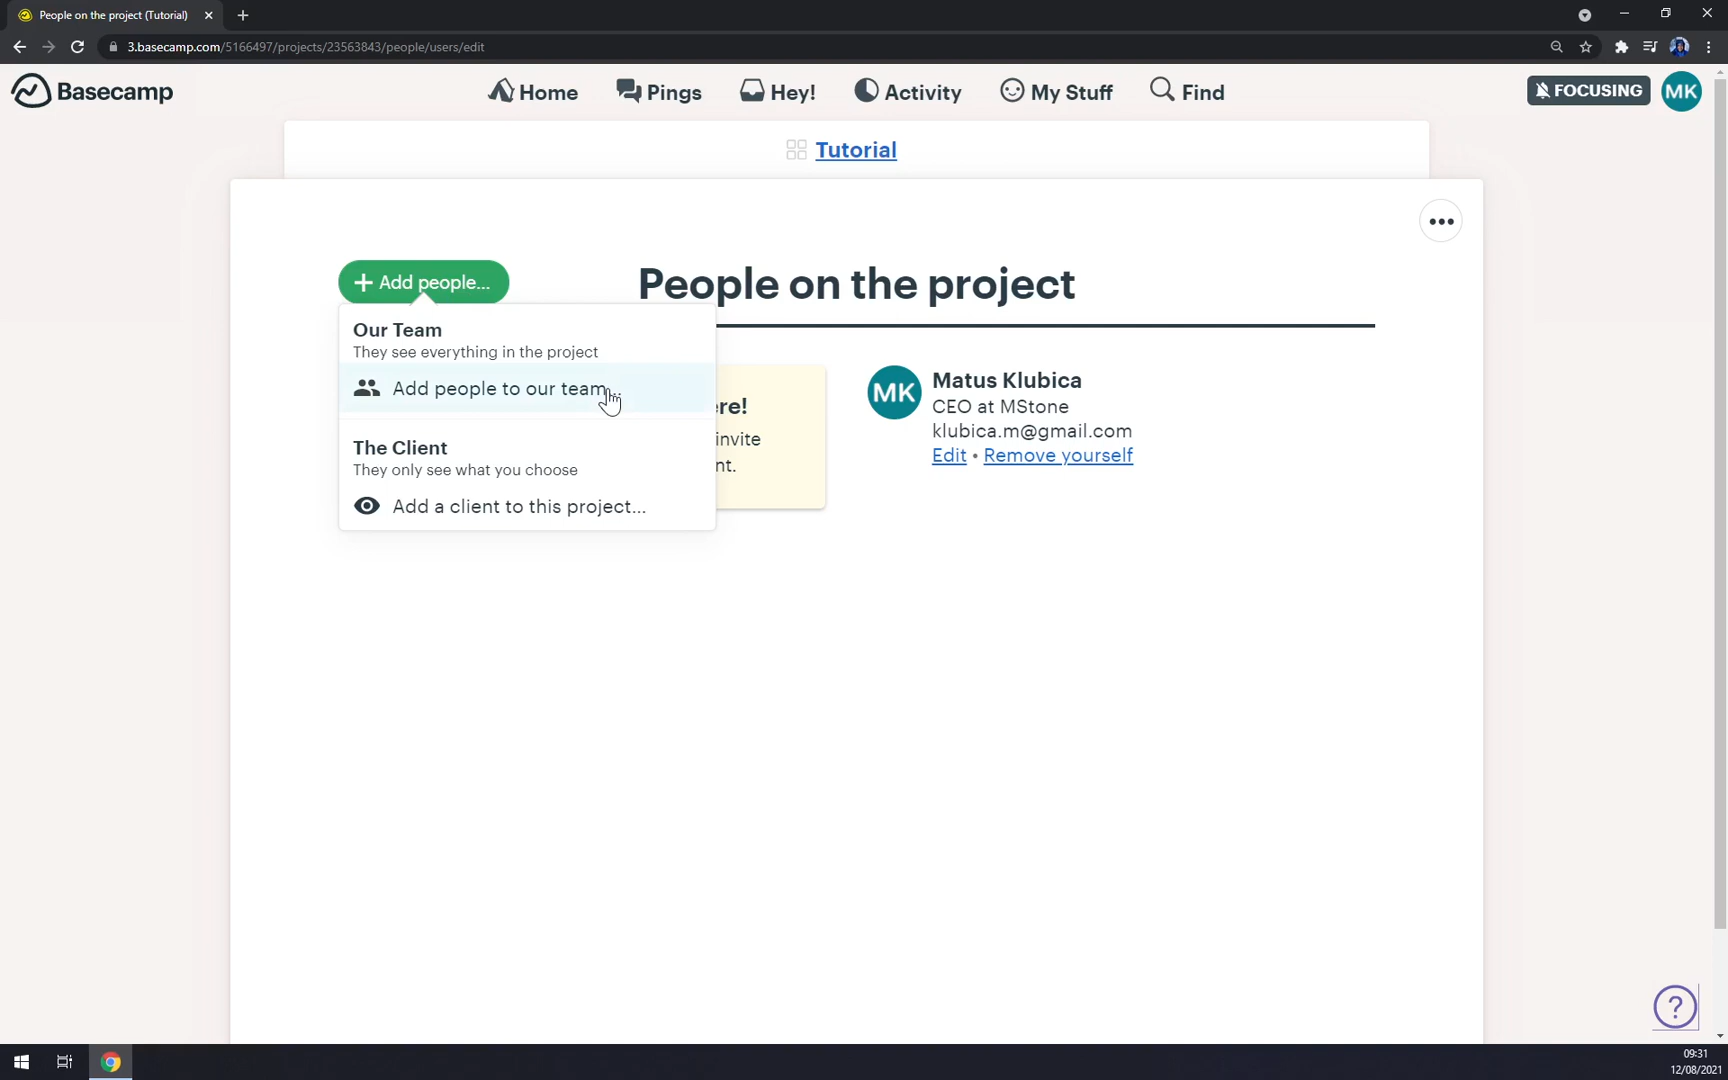 People on the project (Tutorial)
3.basecamp.com/5166497/projects/23563843/people/users/edit
Basecamp
Home
Pings
Hey!
Activity
My Stuff
Find
FOCUSING
MK
Tutorial
+ Add people...
People on the project
Our Team
They see everything in the project
Add people to our team...
The Client
They only see what you choose
Add a client to this project...
re!
invite
nt.
MK
Matus Klubica
CEO at MStone
klubica.m@gmail.com
Edit • Remove yourself
?
09:31
12/08/2021